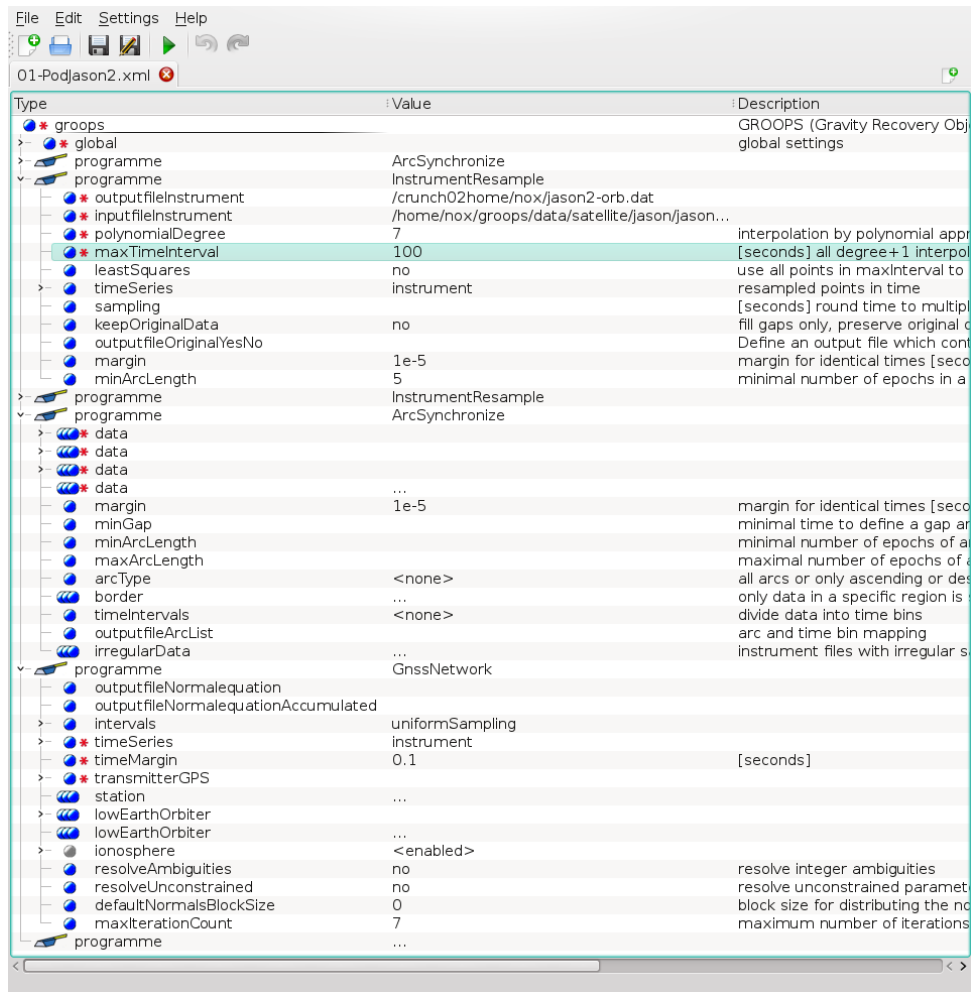 File Edit Settings Help
01-PodJason2.xml
Type Value Description
* groops GROOPS (Gravity Recovery Obj
* global global settings
programme ArcSynchronize
programme InstrumentResample
* outputfileInstrument /crunch02home/nox/jason2-orb.dat
* inputfileInstrument /home/nox/groops/data/satellite/jason/jason...
* polynomialDegree 7 interpolation by polynomial appr
* maxTimeInterval 100 [seconds] all degree+1 interpol
leastSquares no use all points in maxInterval to
timeSeries instrument resampled points in time
sampling [seconds] round time to multipl
keepOriginalData no fill gaps only, preserve original d
outputfileOriginalYesNo Define an output file which cont
margin 1e-5 margin for identical times [seco
minArcLength 5 minimal number of epochs in a
programme InstrumentResample
programme ArcSynchronize
* data
* data
* data
* data ...
margin 1e-5 margin for identical times [seco
minGap minimal time to define a gap an
minArcLength minimal number of epochs of a
maxArcLength maximal number of epochs of a
arcType <none> all arcs or only ascending or des
border ... only data in a specific region is s
timeIntervals <none> divide data into time bins
outputfileArcList arc and time bin mapping
irregularData ... instrument files with irregular sa
programme GnssNetwork
outputfileNormalequation
outputfileNormalequationAccumulated
intervals uniformSampling
* timeSeries instrument
* timeMargin 0.1 [seconds]
* transmitterGPS
station ...
lowEarthOrbiter
lowEarthOrbiter ...
ionosphere <enabled>
resolveAmbiguities no resolve integer ambiguities
resolveUnconstrained no resolve unconstrained paramet
defaultNormalsBlockSize 0 block size for distributing the no
maxIterationCount 7 maximum number of iterations
programme ...